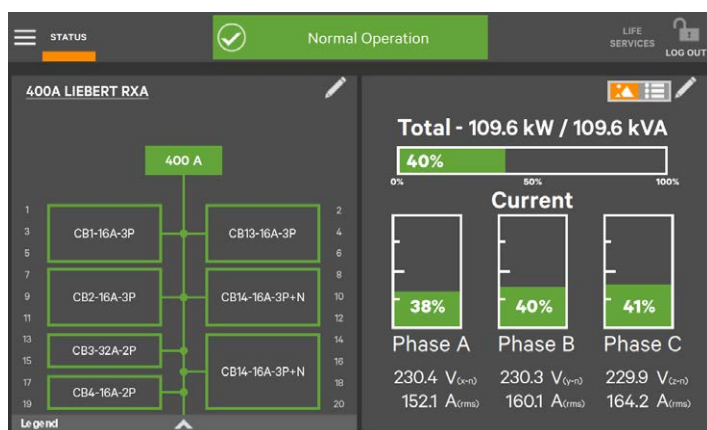 STATUS
Normal Operation
LIFE
SERVICES
LOG OUT
400A LIEBERT RXA
400 A
1
2
3
CB1-16A-3P
CB13-16A-3P
4
5
6
7
8
9
CB2-16A-3P
CB14-16A-3P+N
10
11
12
13
14
CB3-32A-2P
15
16
CB14-16A-3P+N
17
18
CB4-16A-2P
19
20
Legend
Total - 109.6 kW / 109.6 kVA
40%
0% 50% 100%
Current
38% 40% 41%
Phase A Phase B Phase C
230.4 V(x-n) 230.3 V(y-n) 229.9 V(z-n)
152.1 A(rms) 160.1 A(rms) 164.2 A(rms)